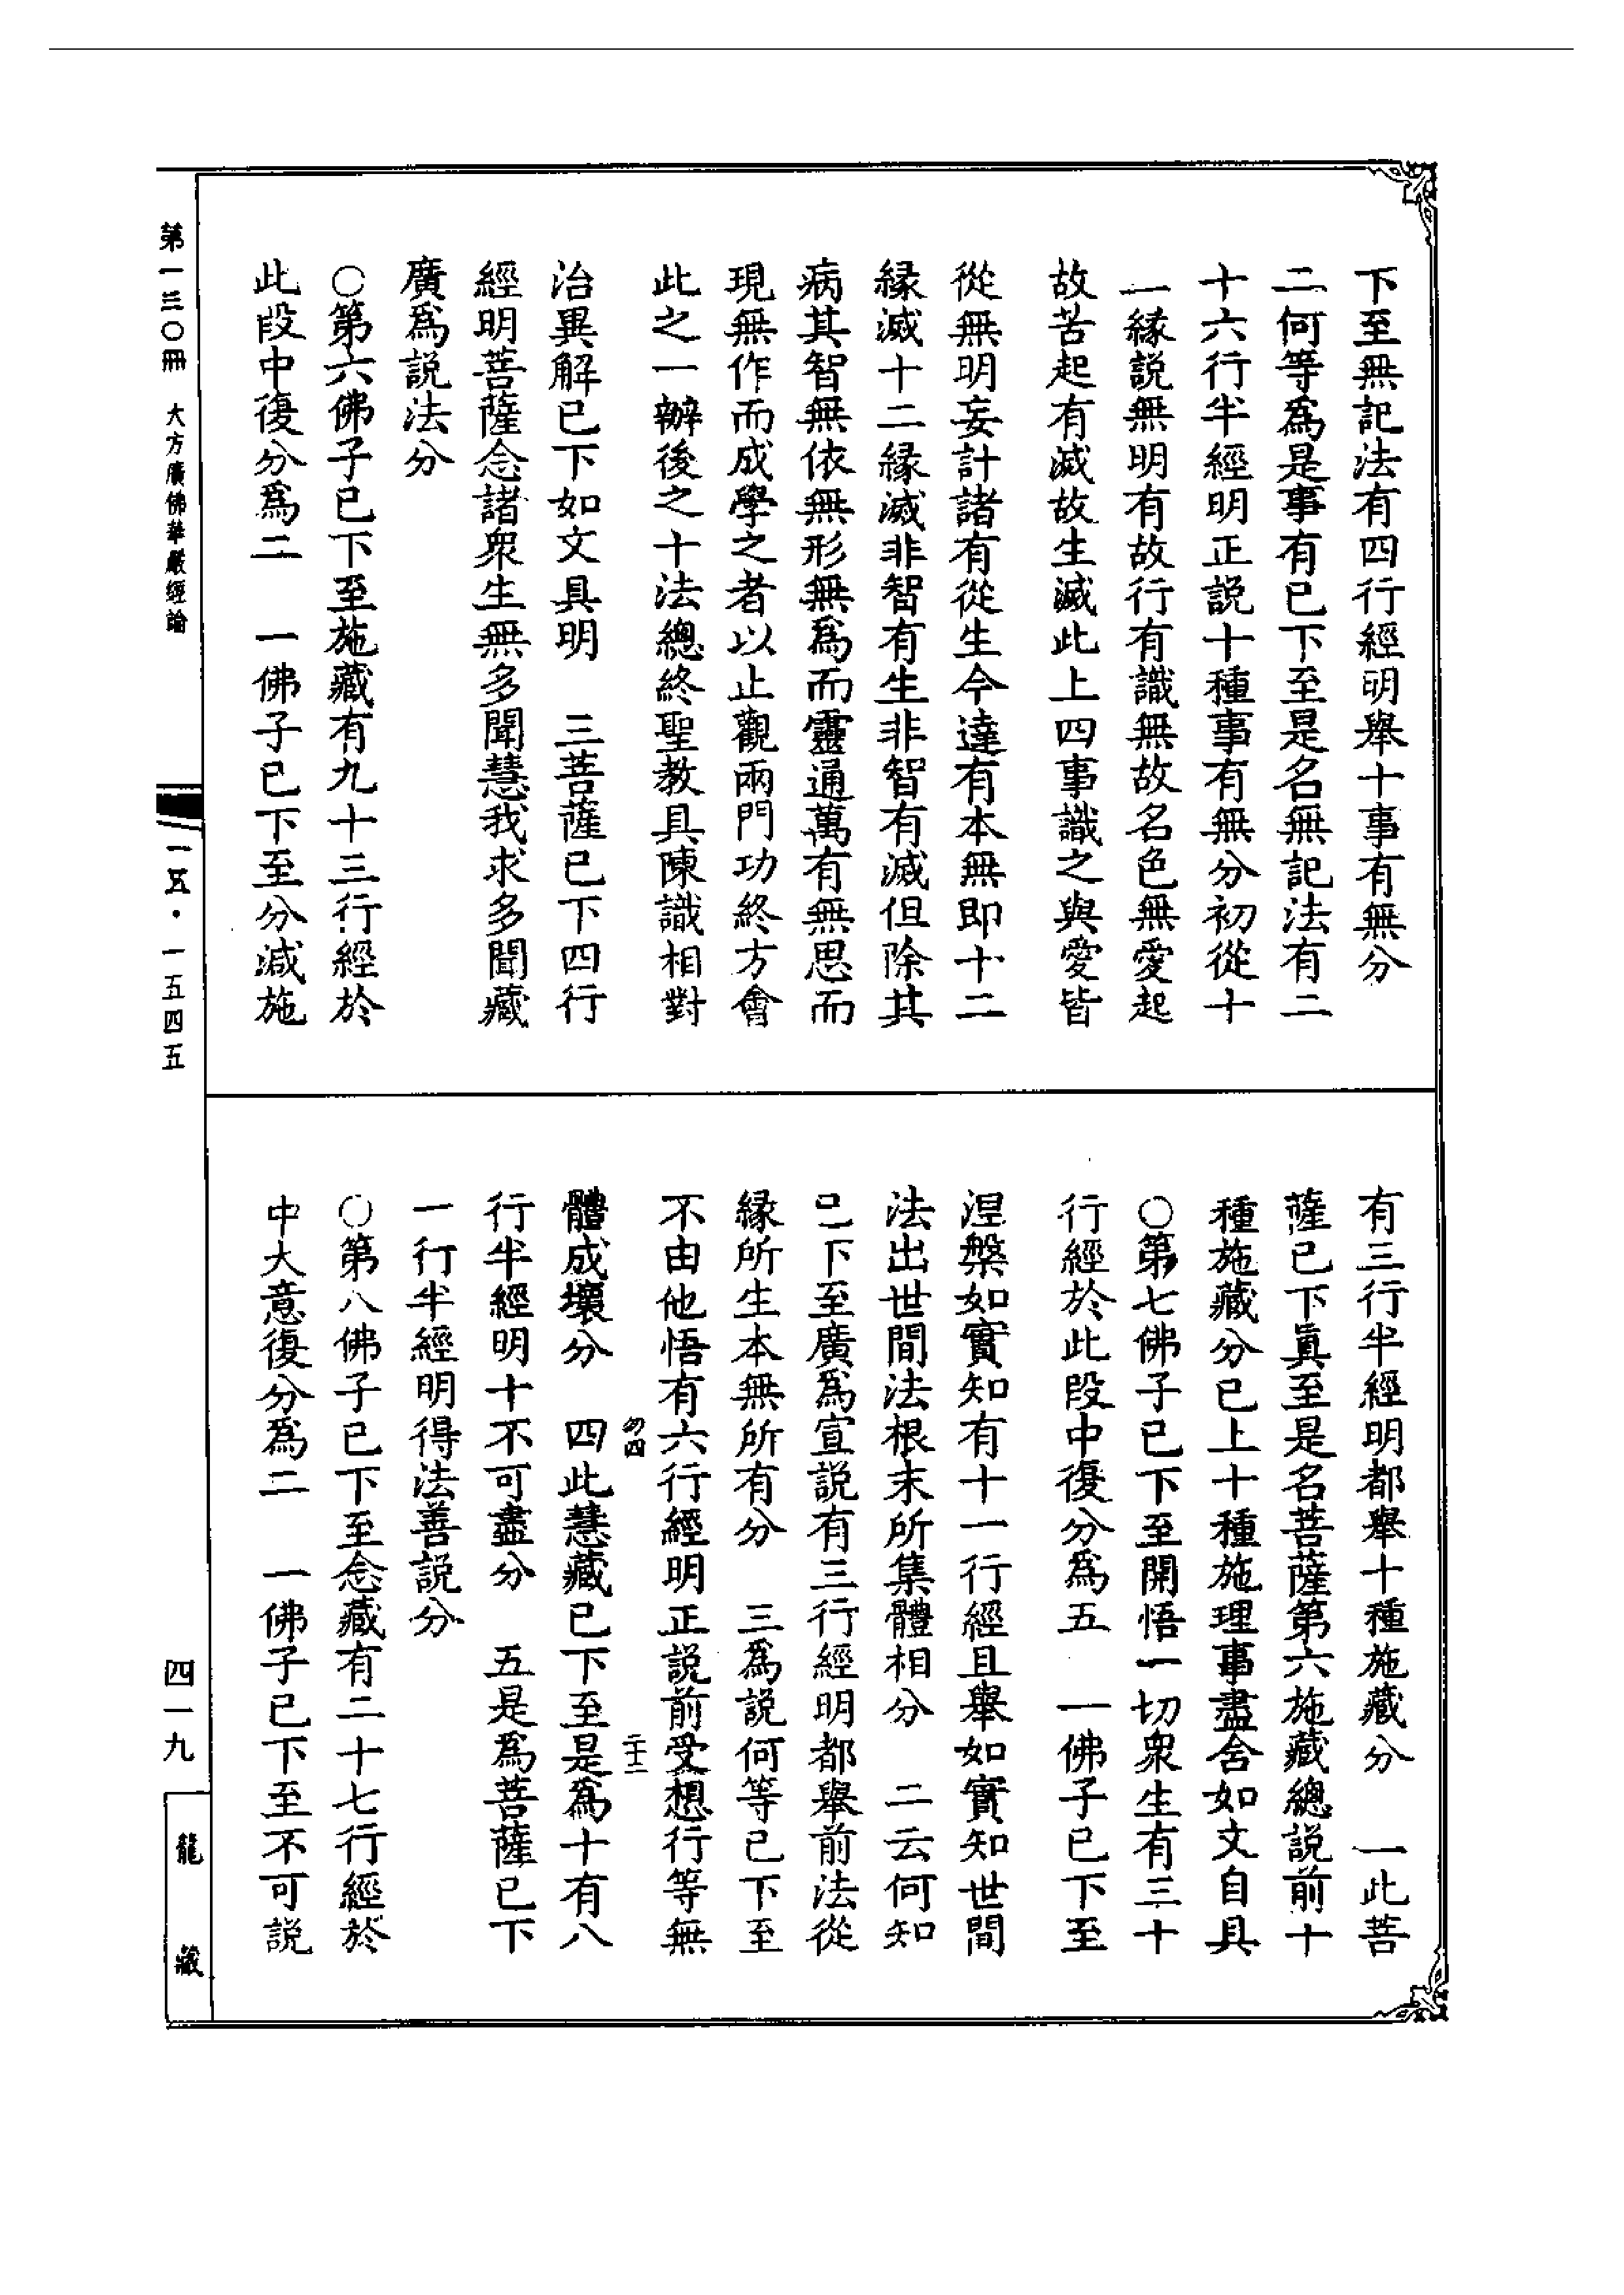 下至無記法有四行經明舉十事有無分
二何等爲是事有已下至是名無記法有二
十六行半經明正説十種事有無分初從十
一縁説無明有故行有識無故名色無愛起
故苦起有滅故生滅此上四事識之與愛皆
從無明妄計諸有從生今達有本無即十二
縁滅十二縁滅非智有生非智有滅但除其
病其智無依無形無爲而靈通萬有無思而
現無作而成學之者以止觀兩門功終方會
此之一辦後之十法總終聖教具陳識相對
治異解已下如文具明　三菩薩已下四行
經明菩薩念諸衆生無多聞慧我求多聞藏
廣爲説法分
○第六佛子已下至施藏有九十三行經於
此段中復分爲二　一佛子已下至分減施
有三行半經明都舉十種施藏分　一此菩
薩已下眞至是名菩薩第六施藏總説前十
種施藏分已上十種施理事盡舍如文自具
○第七佛子已下至開悟一切衆生有三十
行經於此段中復分爲五　一佛子已下至
涅槃如實知有十一行經且舉如實知世間
法出世間法根末所集體相分　二云何知
已下至廣爲宣説有三行經明都舉前法從
縁所生本無所有分　三爲説何等已下至
不由他悟有六行經明正説前受想行等無
勿四
二十二
體成壞分　四此慧藏已下至是爲十有八
行半經明十不可盡分　五是爲菩薩已下
一行半經明得法善説分
○第八佛子已下至念藏有二十七行經於
中大意復分爲二　一佛子已下至不可説
第一三〇冊　大方廣佛華嚴經論
一五·一五四五
四一九
龍藏